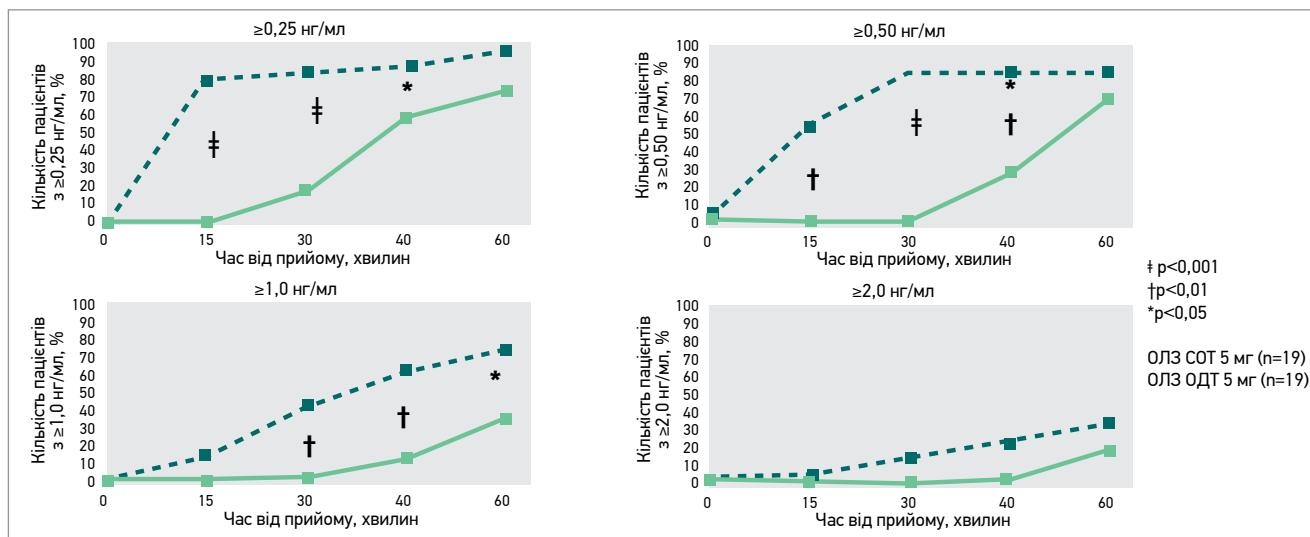 ≥0,25 нг/мл
Кількість пацієнтів
з ≥0,25 нг/мл, %
100
90
80
70
60
50
40
30
20
10
0
‡
‡
*
0 15 30 40 60
Час від прийому, хвилин
≥0,50 нг/мл
Кількість пацієнтів
з ≥0,50 нг/мл, %
100
90
80
70
60
50
40
30
20
10
0
†
‡
*
†
0 15 30 40 60
Час від прийому, хвилин
≥1,0 нг/мл
Кількість пацієнтів
з ≥1,0 нг/мл, %
100
90
80
70
60
50
40
30
20
10
0
†
†
*
0 15 30 40 60
Час від прийому, хвилин
≥2,0 нг/мл
Кількість пацієнтів
з ≥2,0 нг/мл, %
100
90
80
70
60
50
40
30
20
10
0
0 15 30 40 60
Час від прийому, хвилин
‡ p<0,001
†p<0,01
*p<0,05
ОЛЗ СОТ 5 мг (n=19)
ОЛЗ ОДТ 5 мг (n=19)